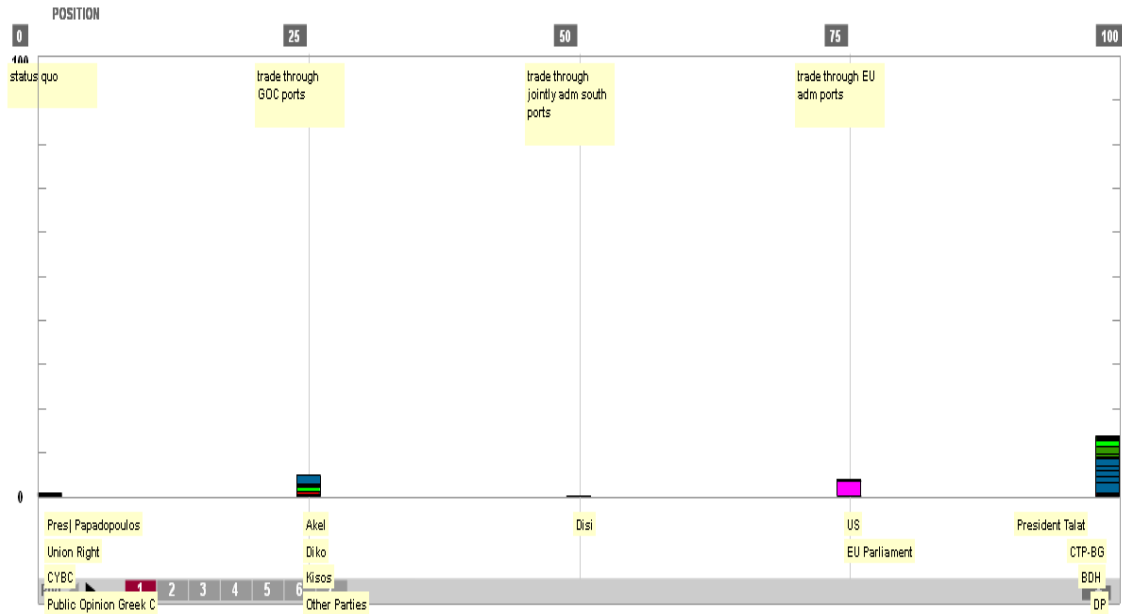 POSITION
0 25 50 75 100
100
status quo
trade through
GOC ports
trade through
jointly adm south
ports
trade through EU
adm ports
0
Pres| Papadopoulos Akel Disi US President Talat
Union Right Diko EU Parliament CTP-BG
CYBC Kisos BDH
1 2 3 4 5 6
Public Opinion Greek C Other Parties DP